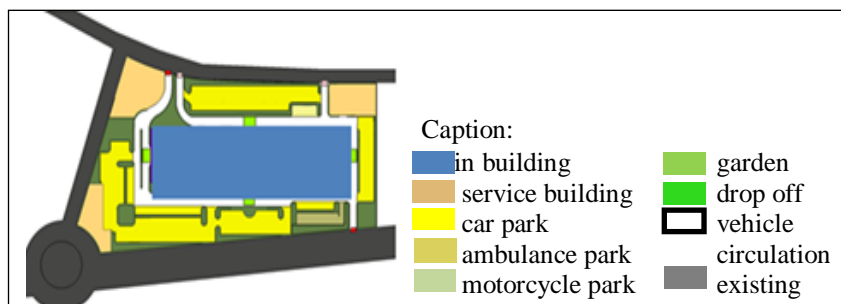 Caption:
in building
service building
car park
ambulance park
motorcycle park
garden
drop off
vehicle
circulation
existing